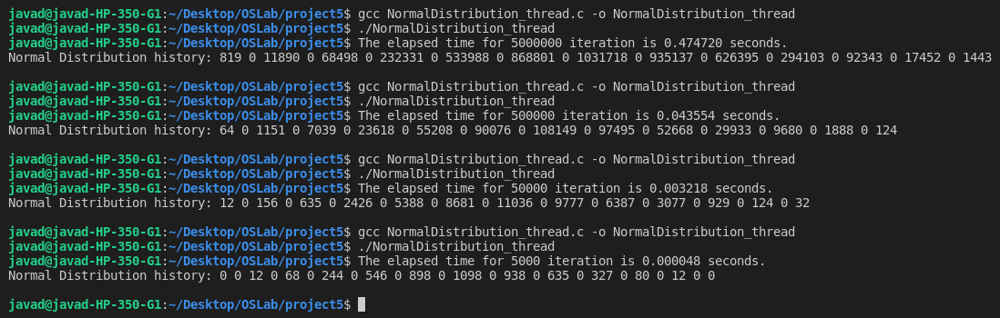 javad@javad-HP-350-G1:~/Desktop/OSLab/project5$ gcc NormalDistribution_thread.c -o NormalDistribution_thread
javad@javad-HP-350-G1:~/Desktop/OSLab/project5$ ./NormalDistribution_thread
javad@javad-HP-350-G1:~/Desktop/OSLab/project5$ The elapsed time for 5000000 iteration is 0.474720 seconds.
Normal Distribution history: 819 0 11890 0 68498 0 232331 0 533988 0 868801 0 1031718 0 935137 0 626395 0 294103 0 92343 0 17452 0 1443
javad@javad-HP-350-G1:~/Desktop/OSLab/project5$ gcc NormalDistribution_thread.c -o NormalDistribution_thread
javad@javad-HP-350-G1:~/Desktop/OSLab/project5$ ./NormalDistribution_thread
javad@javad-HP-350-G1:~/Desktop/OSLab/project5$ The elapsed time for 500000 iteration is 0.043554 seconds.
Normal Distribution history: 64 0 1151 0 7039 0 23618 0 55208 0 90076 0 108149 0 97495 0 52668 0 29933 0 9680 0 1888 0 124
javad@javad-HP-350-G1:~/Desktop/OSLab/project5$ gcc NormalDistribution_thread.c -o NormalDistribution_thread
javad@javad-HP-350-G1:~/Desktop/OSLab/project5$ ./NormalDistribution_thread
javad@javad-HP-350-G1:~/Desktop/OSLab/project5$ The elapsed time for 50000 iteration is 0.003218 seconds.
Normal Distribution history: 12 0 156 0 635 0 2426 0 5388 0 8681 0 11036 0 9777 0 6387 0 3077 0 929 0 124 0 32
javad@javad-HP-350-G1:~/Desktop/OSLab/project5$ gcc NormalDistribution_thread.c -o NormalDistribution_thread
javad@javad-HP-350-G1:~/Desktop/OSLab/project5$ ./NormalDistribution_thread
javad@javad-HP-350-G1:~/Desktop/OSLab/project5$ The elapsed time for 5000 iteration is 0.000048 seconds.
Normal Distribution history: 0 0 12 0 68 0 244 0 546 0 898 0 1098 0 938 0 635 0 327 0 80 0 12 0 0
javad@javad-HP-350-G1:~/Desktop/OSLab/project5$